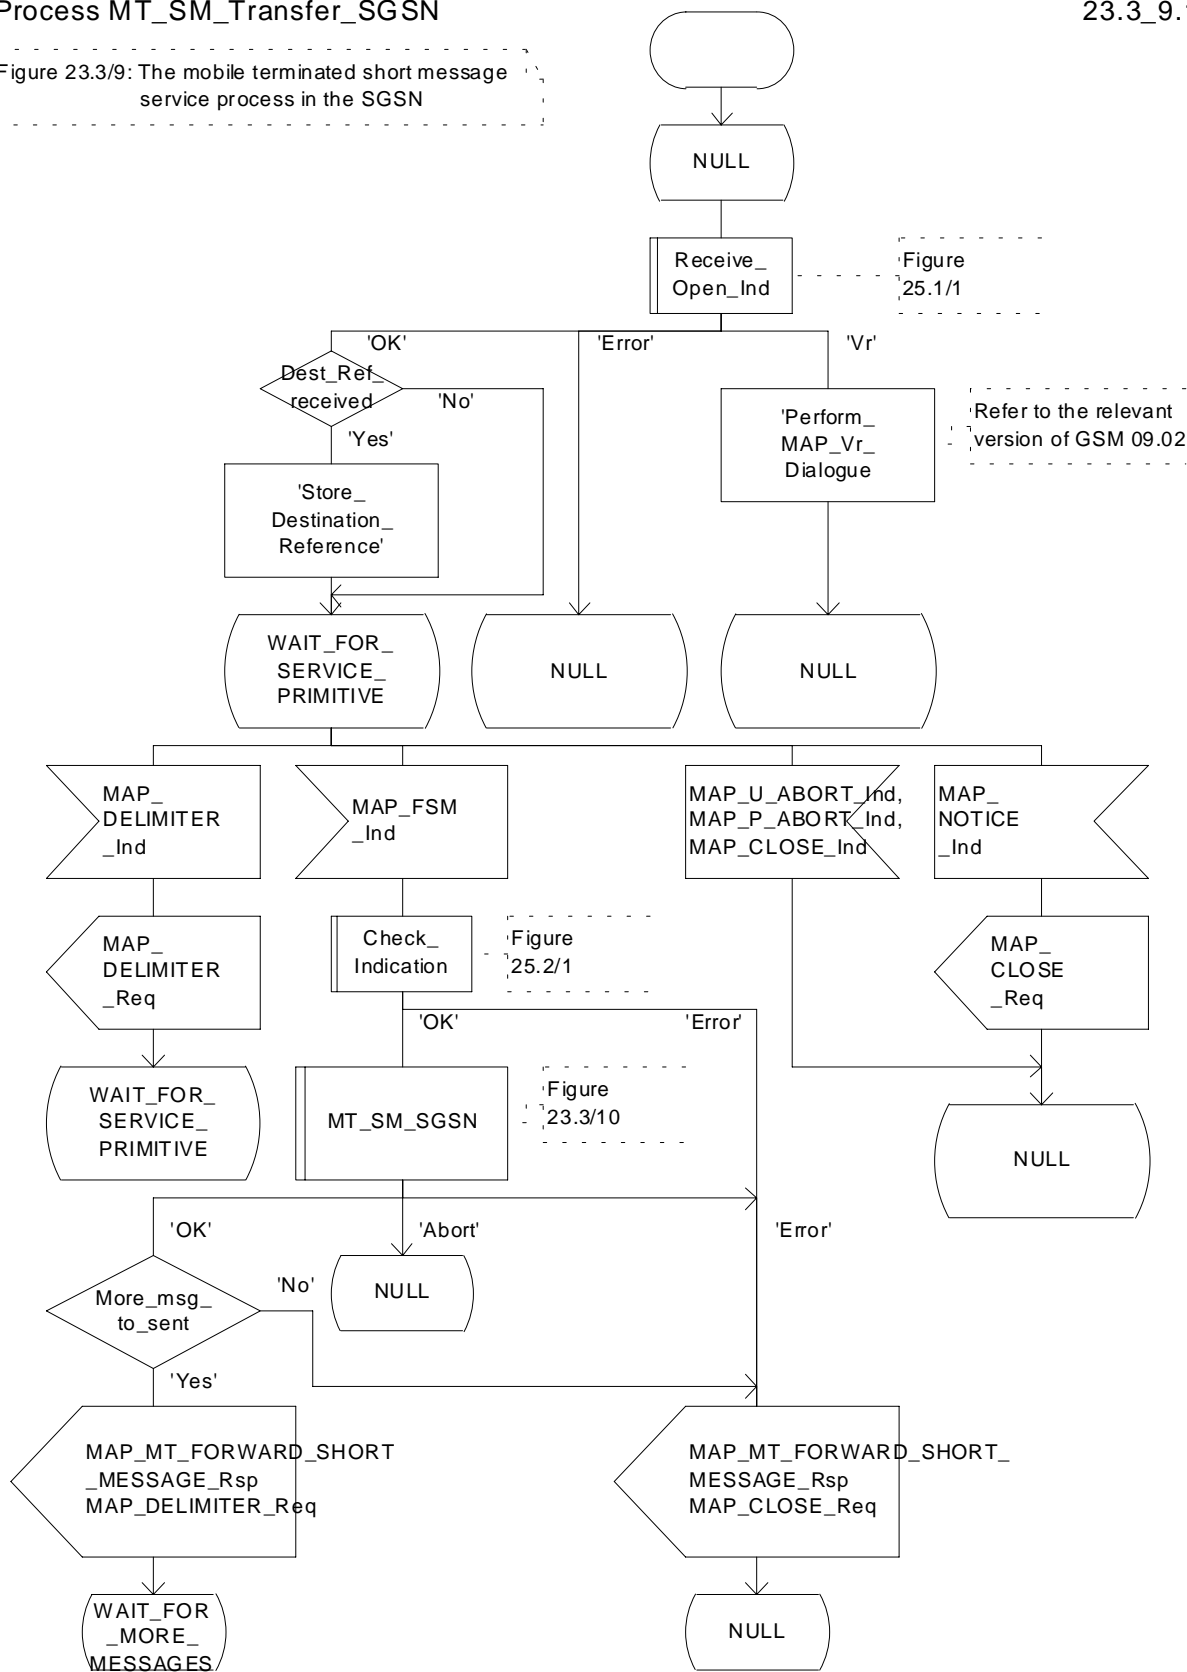 Process MT_SM_Transfer_SGSN
23.3_9.1
Figure 23.3/9: The mobile terminated short message
service process in the SGSN
NULL
Receive_
Open_Ind
Figure
25.1/1
'OK'
'Error'
'Vr'
Dest_Ref_
received
'No'
'Yes'
'Perform_
MAP_Vr_
Dialogue
Refer to the relevant
version of GSM 09.02
'Store_
Destination_
Reference'
WAIT_FOR_
SERVICE_
PRIMITIVE
NULL
NULL
MAP_
DELIMITER
_Ind
MAP_FSM
_Ind
MAP_U_ABORT_Ind,
MAP_P_ABORT_Ind,
MAP_CLOSE_Ind
MAP_
NOTICE
_Ind
MAP_
DELIMITER
_Req
Check_
Indication
Figure
25.2/1
MAP_
CLOSE
_Req
'OK'
'Error'
WAIT_FOR_
SERVICE_
PRIMITIVE
MT_SM_SGSN
Figure
23.3/10
NULL
'OK'
'Abort'
'Error'
More_msg_
to_sent
'No'
NULL
'Yes'
MAP_MT_FORWARD_SHORT
_MESSAGE_Rsp
MAP_DELIMITER_Req
MAP_MT_FORWARD_SHORT_
MESSAGE_Rsp
MAP_CLOSE_Req
WAIT_FOR
_MORE_
MESSAGES
NULL